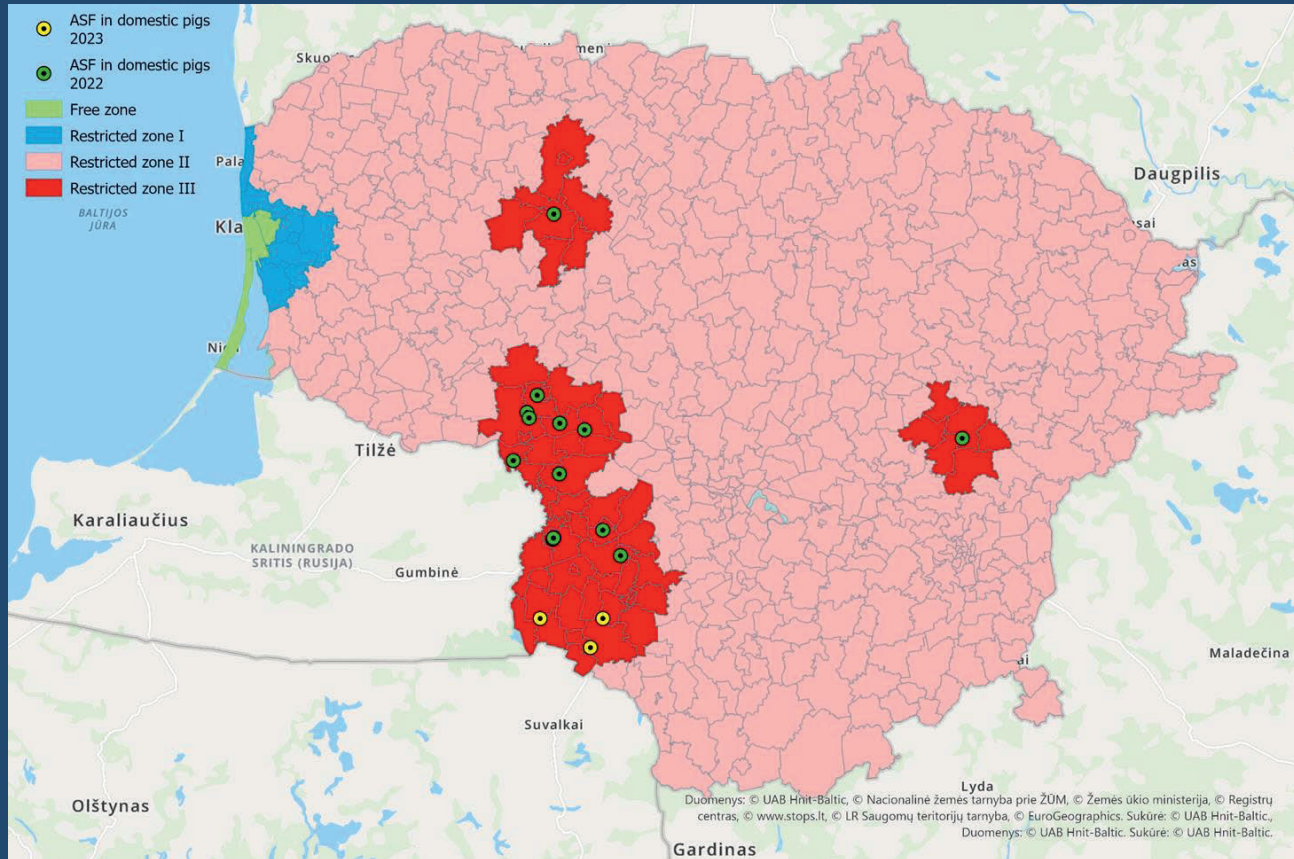 ASF in domestic pigs
2023
ASF in domestic pigs
2022
Free zone
Restricted zone I
Restricted zone II
Restricted zone III
BALTIJOS
JŪRA
Daugpilis
Tilžė
Karaliaučius
KALININGRADO
SRITIS (RUSIJA)
Gumbinė
Maladečina
Suvalkai
Olštynas
Lyda
Gardinas
Duomenys: © UAB Hnit-Baltic, © Nacionalinė žemės tarnyba prie ŽŪM, © Žemės ūkio ministerija, © Registrų
centras, © www.stops.lt, © LR Saugomų teritorijų tarnyba, © EuroGeographics. Sukūrė: © UAB Hnit-Baltic.,
Duomenys: © UAB Hnit-Baltic. Sukūrė: © UAB Hnit-Baltic.